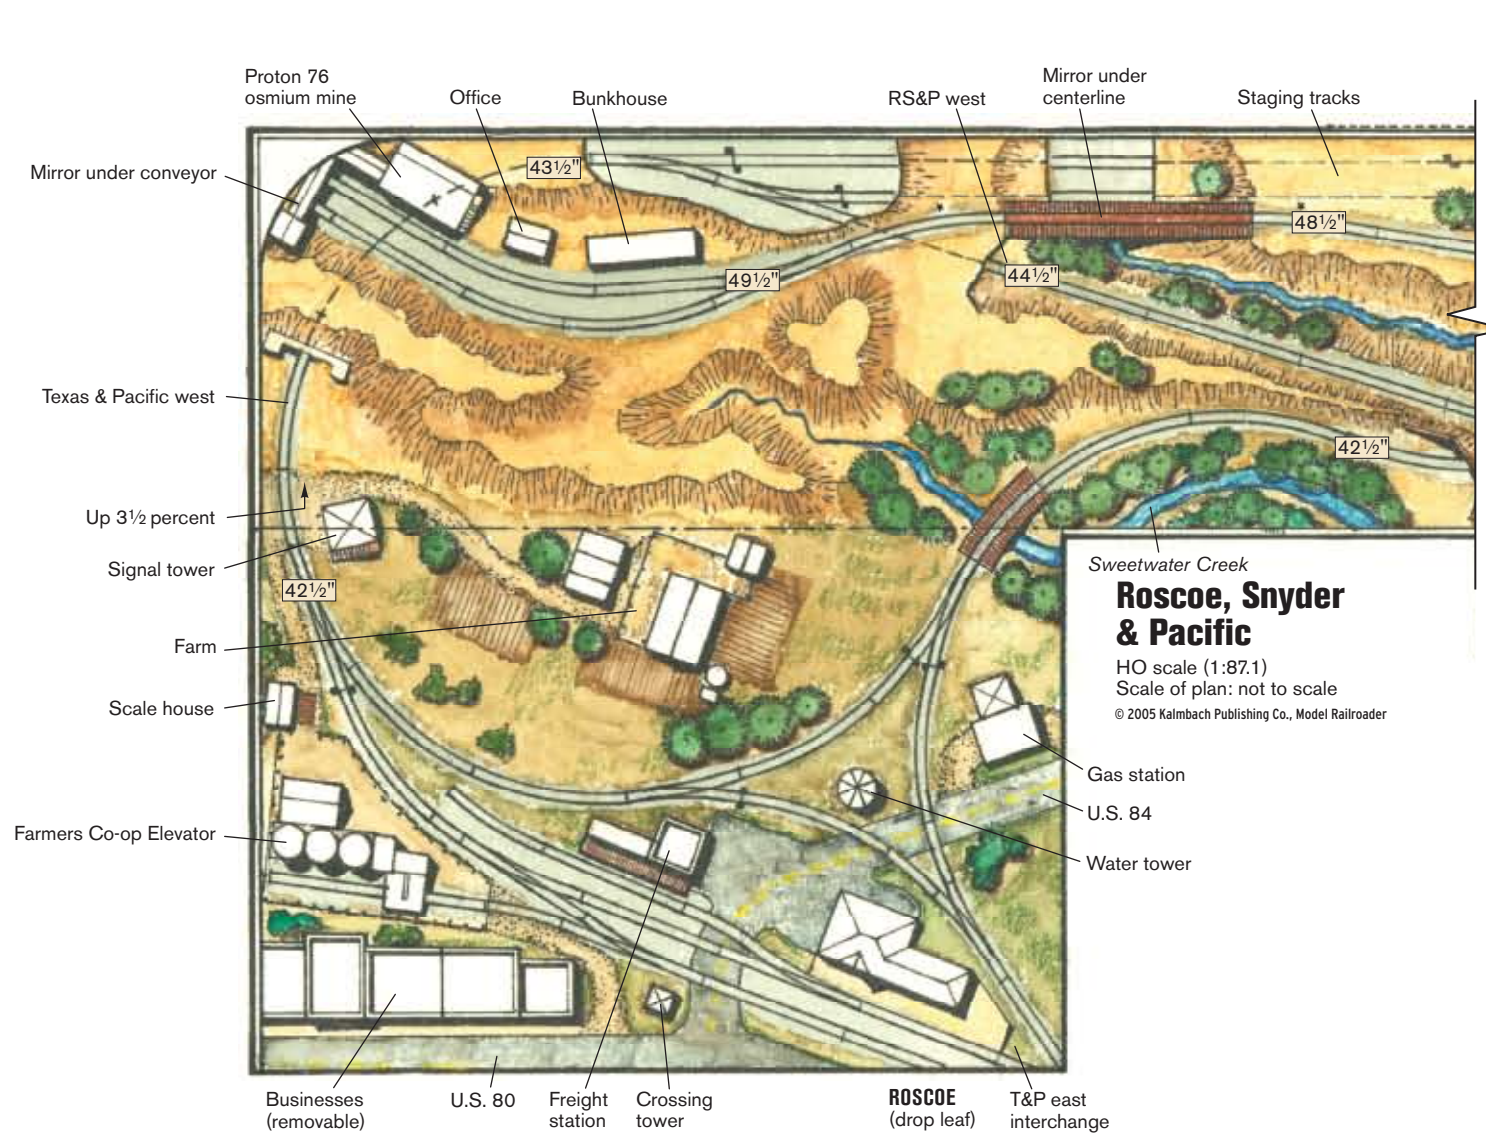 Proton 76
osmium mine
Office
Bunkhouse
RS&P west
Mirror under
centerline
Staging tracks
Mirror under conveyor
43½"
48½"
49½"
44½"
Texas & Pacific west
42½"
Up 3½ percent
Signal tower
Sweetwater Creek
42½"
Roscoe, Snyder
& Pacific
HO scale (1:87.1)
Scale of plan: not to scale
© 2005 Kalmbach Publishing Co., Model Railroader
Farm
Scale house
Gas station
U.S. 84
Farmers Co-op Elevator
Water tower
Businesses
(removable)
U.S. 80
Freight
station
Crossing
tower
ROSCOE
(drop leaf)
T&P east
interchange